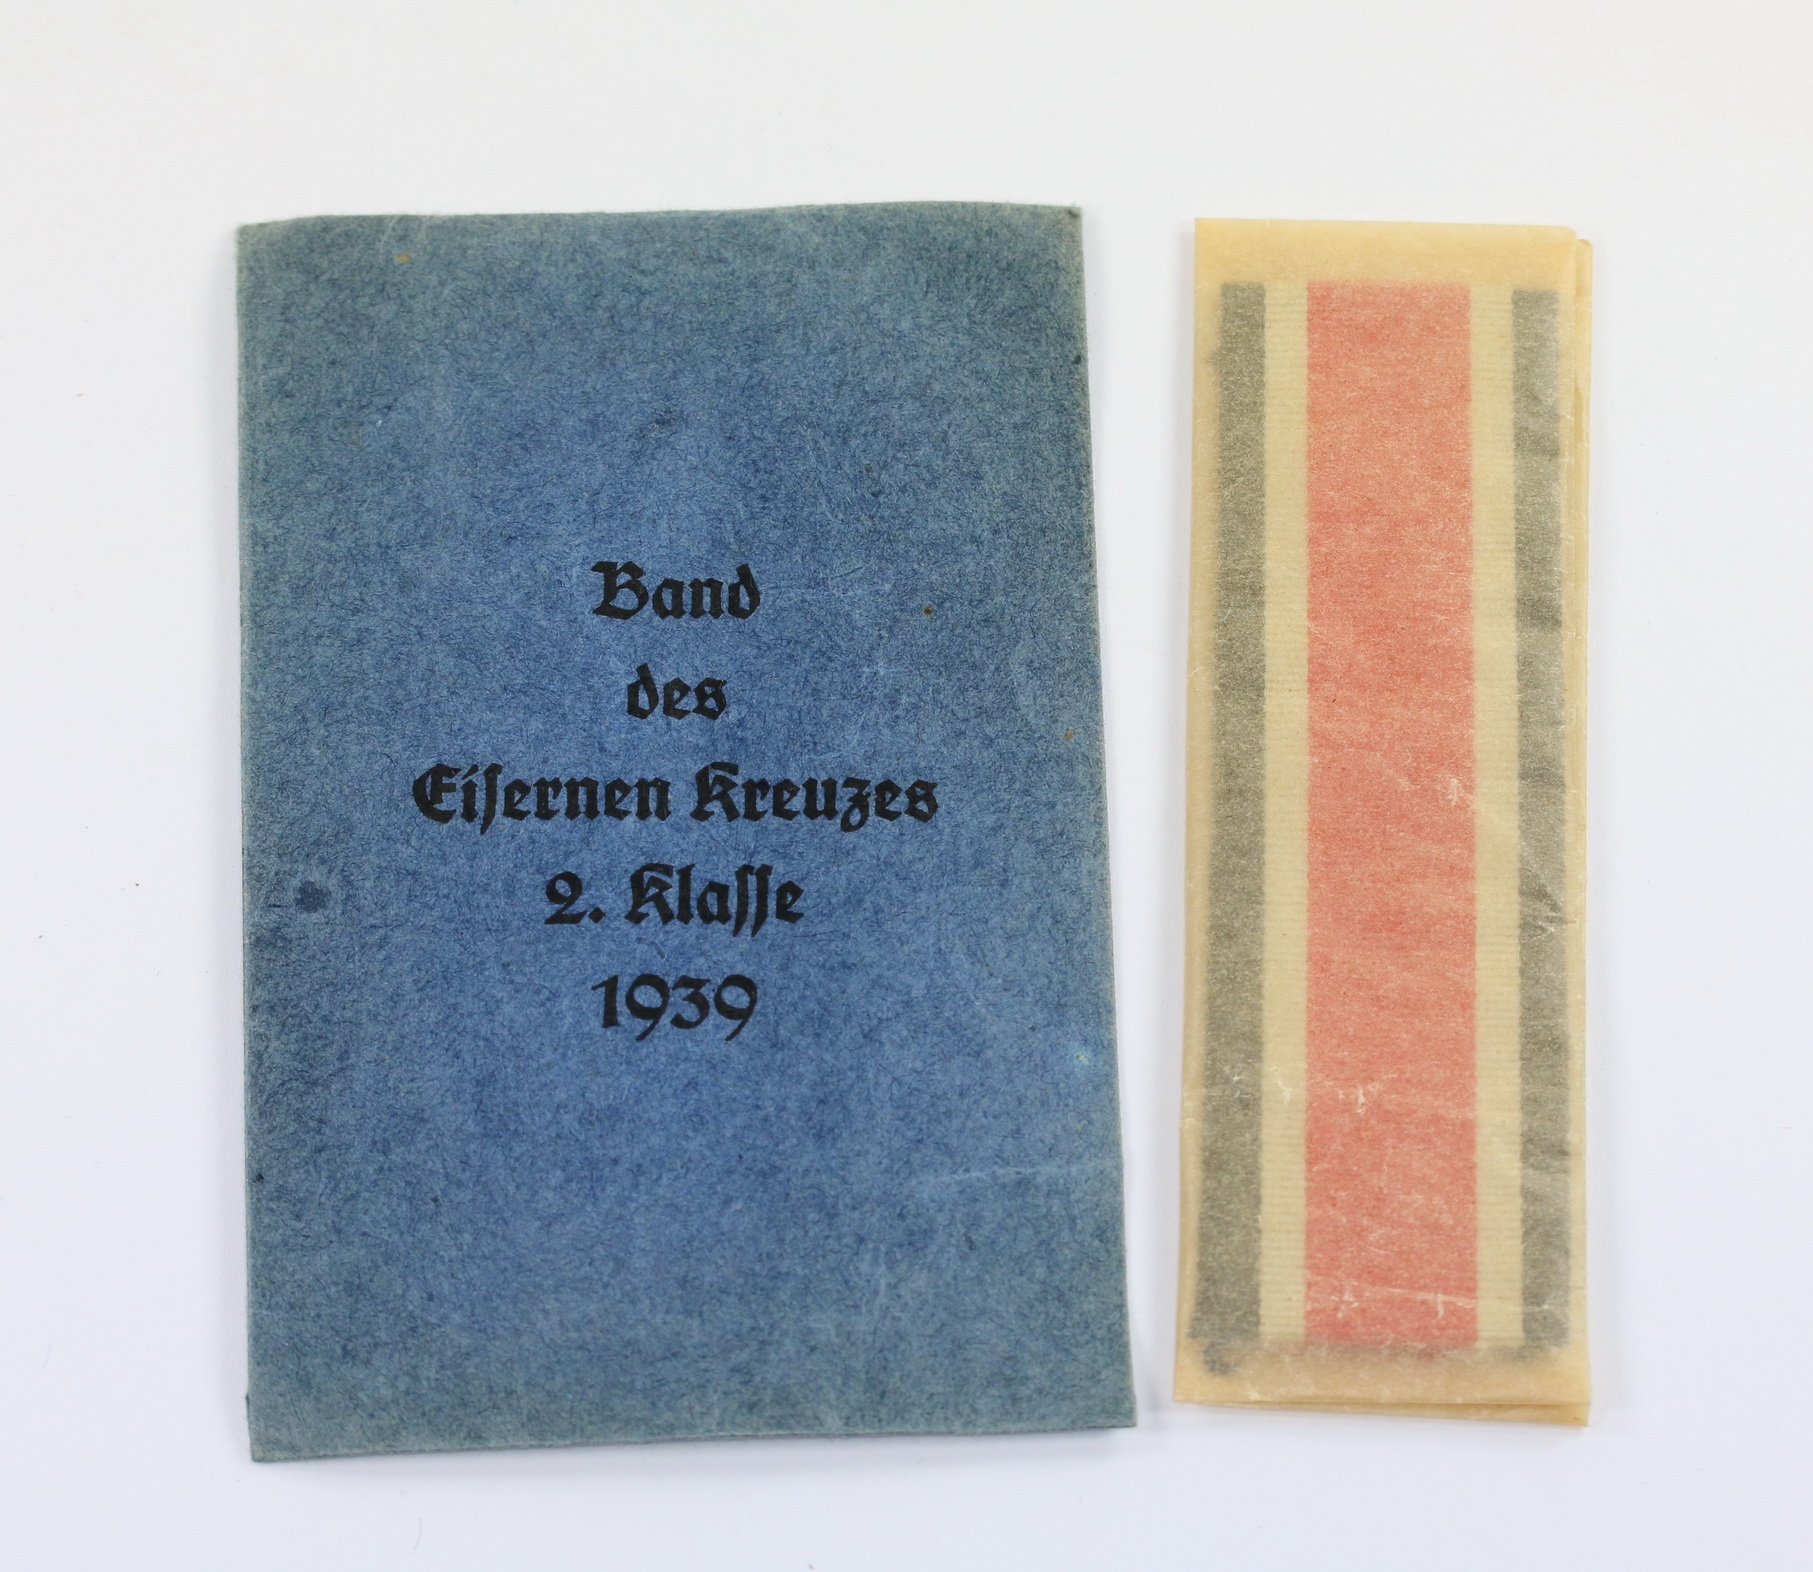 Band
des
Eiſernen Kreuzes
2. Klaſſe
1939